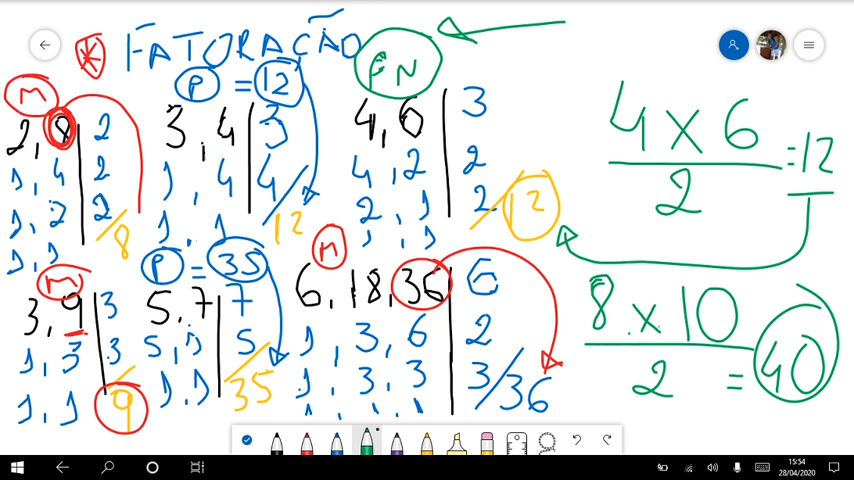 * FATORAÇÃO
M
P = 12
FN
2, 8 | 2
1, 4 | 2
1, 2 | 2
1, 1 / 8
3, 4 | 3
1, 4 | 4
1, 1 / 12
4, 6 | 3
4, 2 | 2
2, 1 | 2
1, 1 / 12
4 x 6
2
= 12
M
3, 9 | 3
1, 3 | 3
1, 1 / 9
P = 35
5, 7 | 7
5, 1 | 5
1, 1 / 35
M
6, 18, 36 | 6
1, 3, 6 | 2
1, 3, 3 | 3 / 36
1, 1, 1
8 x 10
2
= 40
15:54
28/04/2020